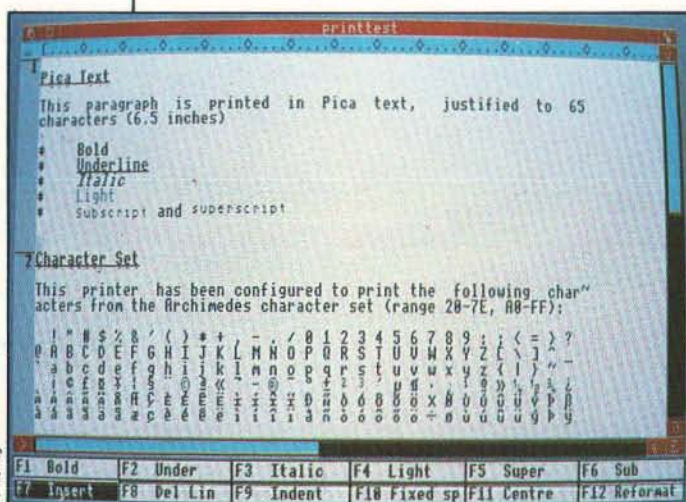 printtest
1
Pica Text
This paragraph is printed in Pica text, justified to 65
characters (6.5 inches)
# Bold
# Underline
# Italic
# Light
# Subscript and superscript
2
Character Set
This printer has been configured to print the following char~
acters from the Archimedes character set (range 20-7E, A0-FF):
! " # $ % & ' ( ) * + , - . / 0 1 2 3 4 5 6 7 8 9 : ; < = > ?
@ A B C D E F G H I J K L M N O P Q R S T U V W X Y Z [ \ ] ^ _
` a b c d e f g h i j k l m n o p q r s t u v w x y z { | } ~
F1 Bold F2 Under F3 Italic F4 Light F5 Super F6 Sub
F7 Insert F8 Del Lin F9 Indent F10 Fixed sp F11 Centre F12 Reformat